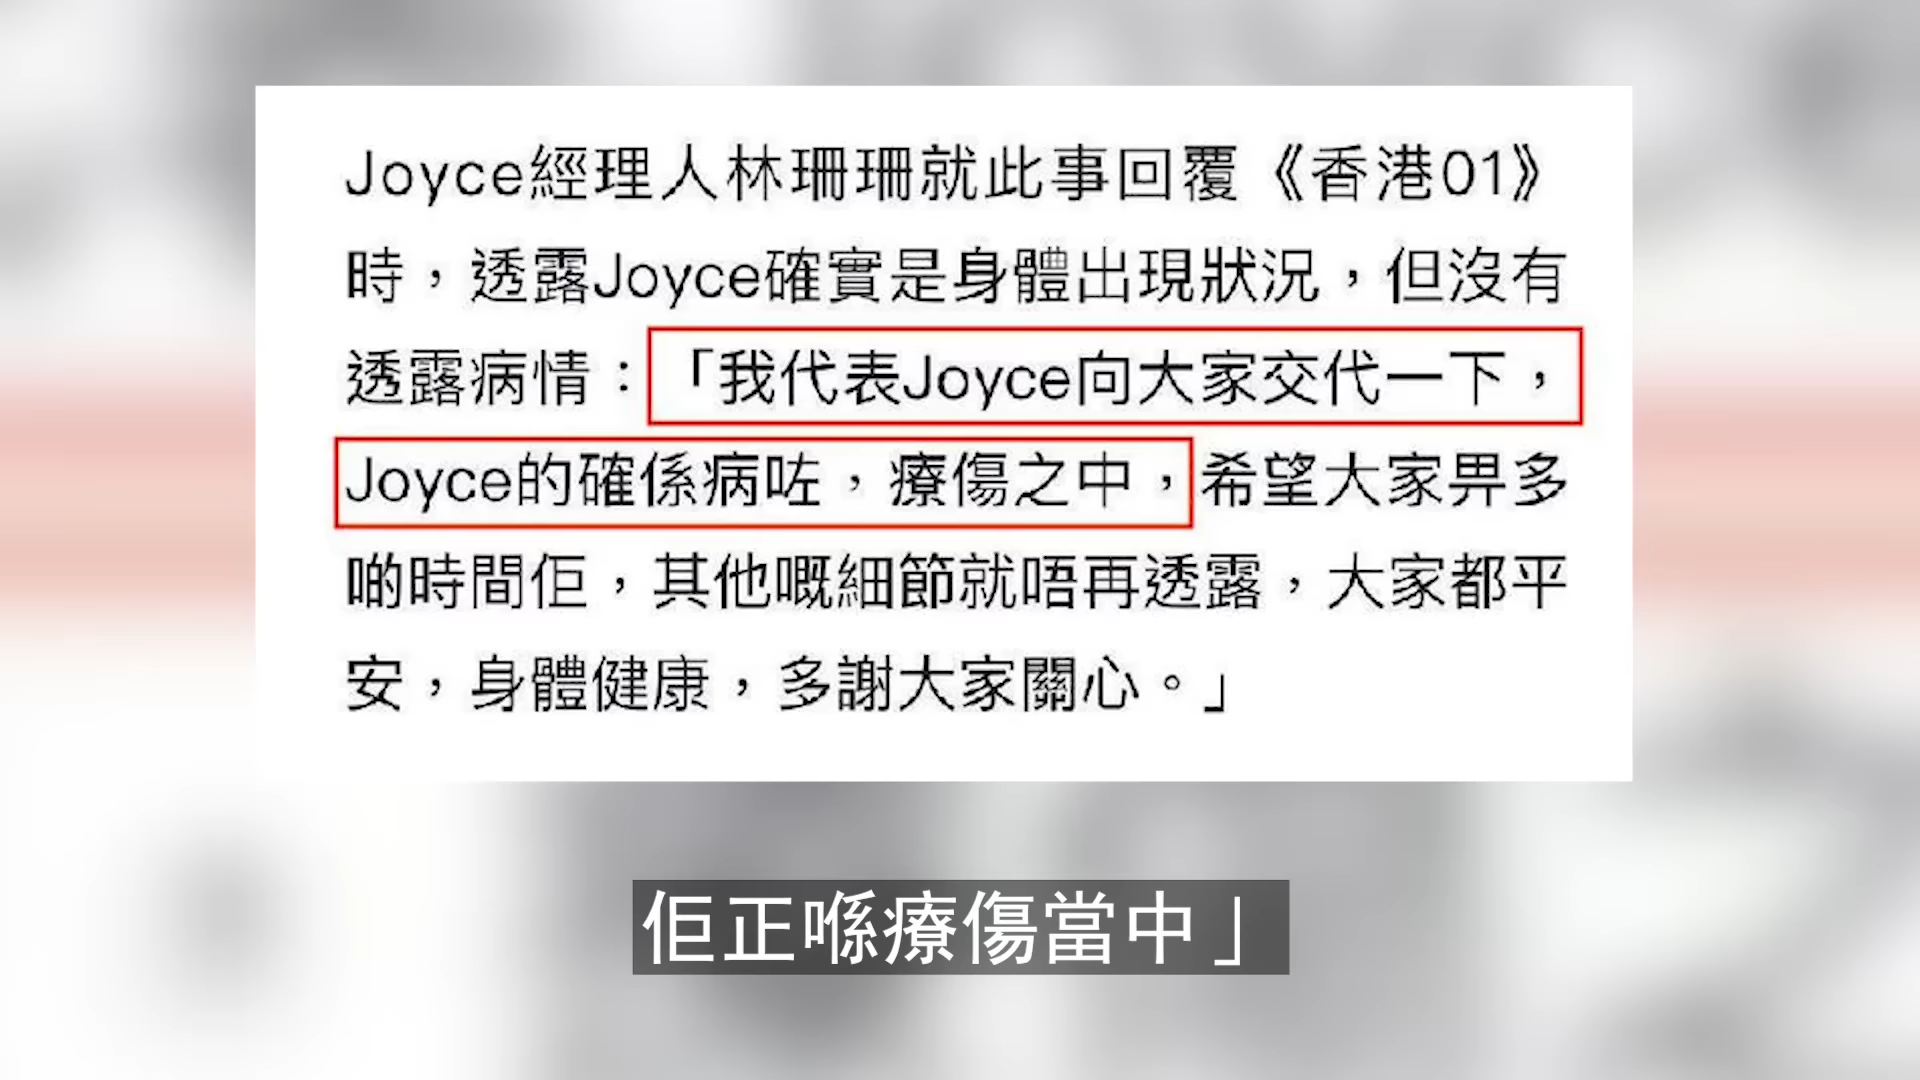 Joyce經理人林珊珊就此事回覆《香港01》
時，透露Joyce確實是身體出現狀況，但沒有
透露病情：「我代表Joyce向大家交代一下，
Joyce的確係病咗，療傷之中，希望大家畀多
啲時間佢，其他嘅細節就唔再透露，大家都平
安，身體健康，多謝大家關心。」
佢正喺療傷當中」